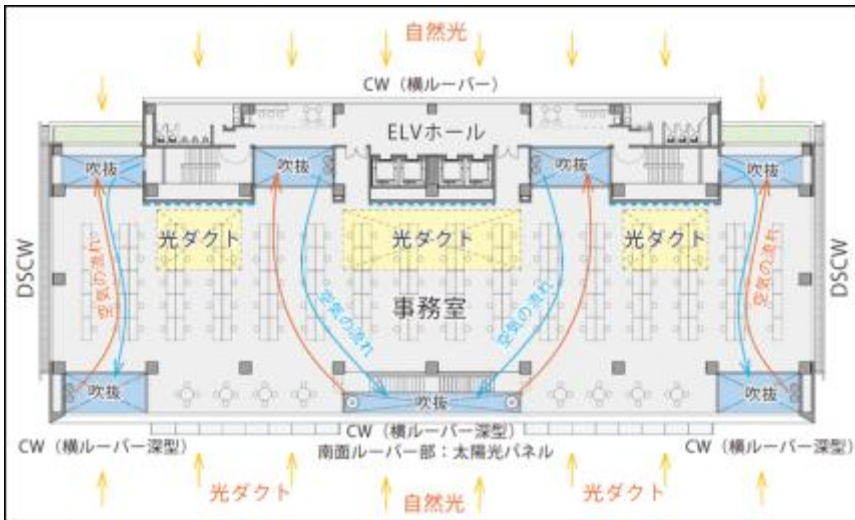 自然光
CW（横ルーバー）
ELVホール
吹抜
吹抜
吹抜
吹抜
光ダクト
光ダクト
光ダクト
DSCW
DSCW
空気の流れ
空気の流れ
空気の流れ
空気の流れ
事務室
吹抜
吹抜
吹抜
CW（横ルーバー深型）
CW（横ルーバー深型）
CW（横ルーバー深型）
南面ルーバー部：太陽光パネル
光ダクト
自然光
光ダクト